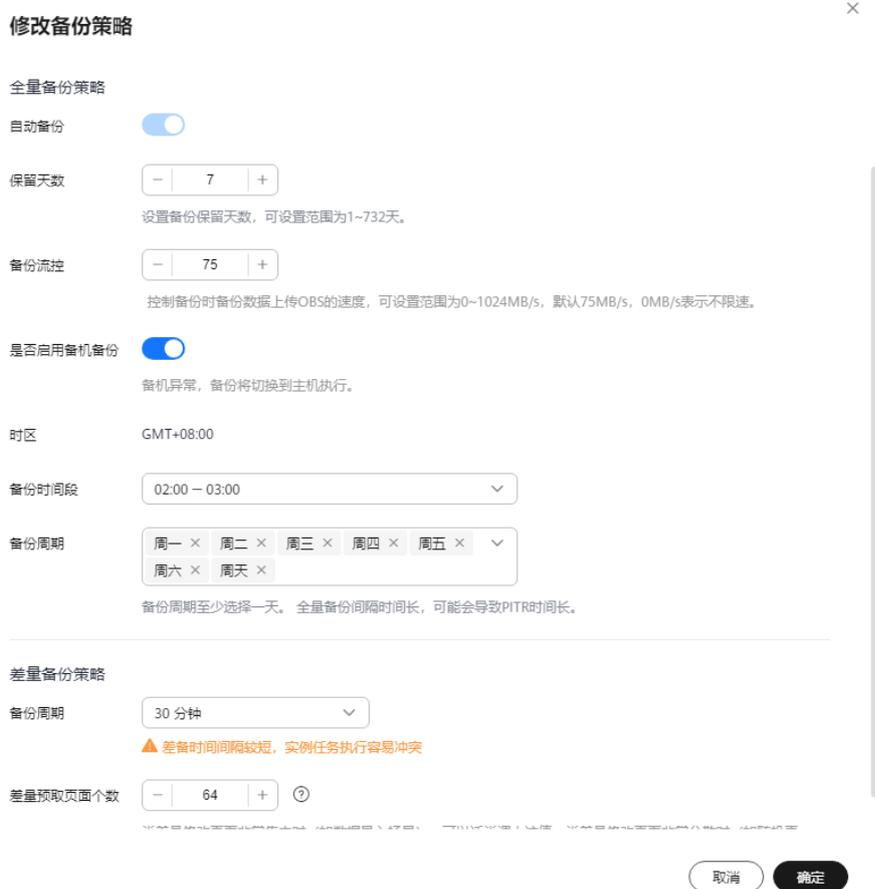 修改备份策略
全量备份策略
自动备份
保留天数 7
设置备份保留天数，可设置范围为1~732天。
备份流控 75
控制备份时备份数据上传OBS的速度，可设置范围为0~1024MB/s，默认75MB/s，0MB/s表示不限速。
是否启用备机备份
备机异常，备份将切换到主机执行。
时区 GMT+08:00
备份时间段 02:00 – 03:00
备份周期 周一 周二 周三 周四 周五
周六 周天
备份周期至少选择一天。 全量备份间隔时间长，可能会导致PITR时间长。
差量备份策略
备份周期 30 分钟
差备时间间隔较短，实例任务执行容易冲突
差量预取页面个数 64
取消 确定